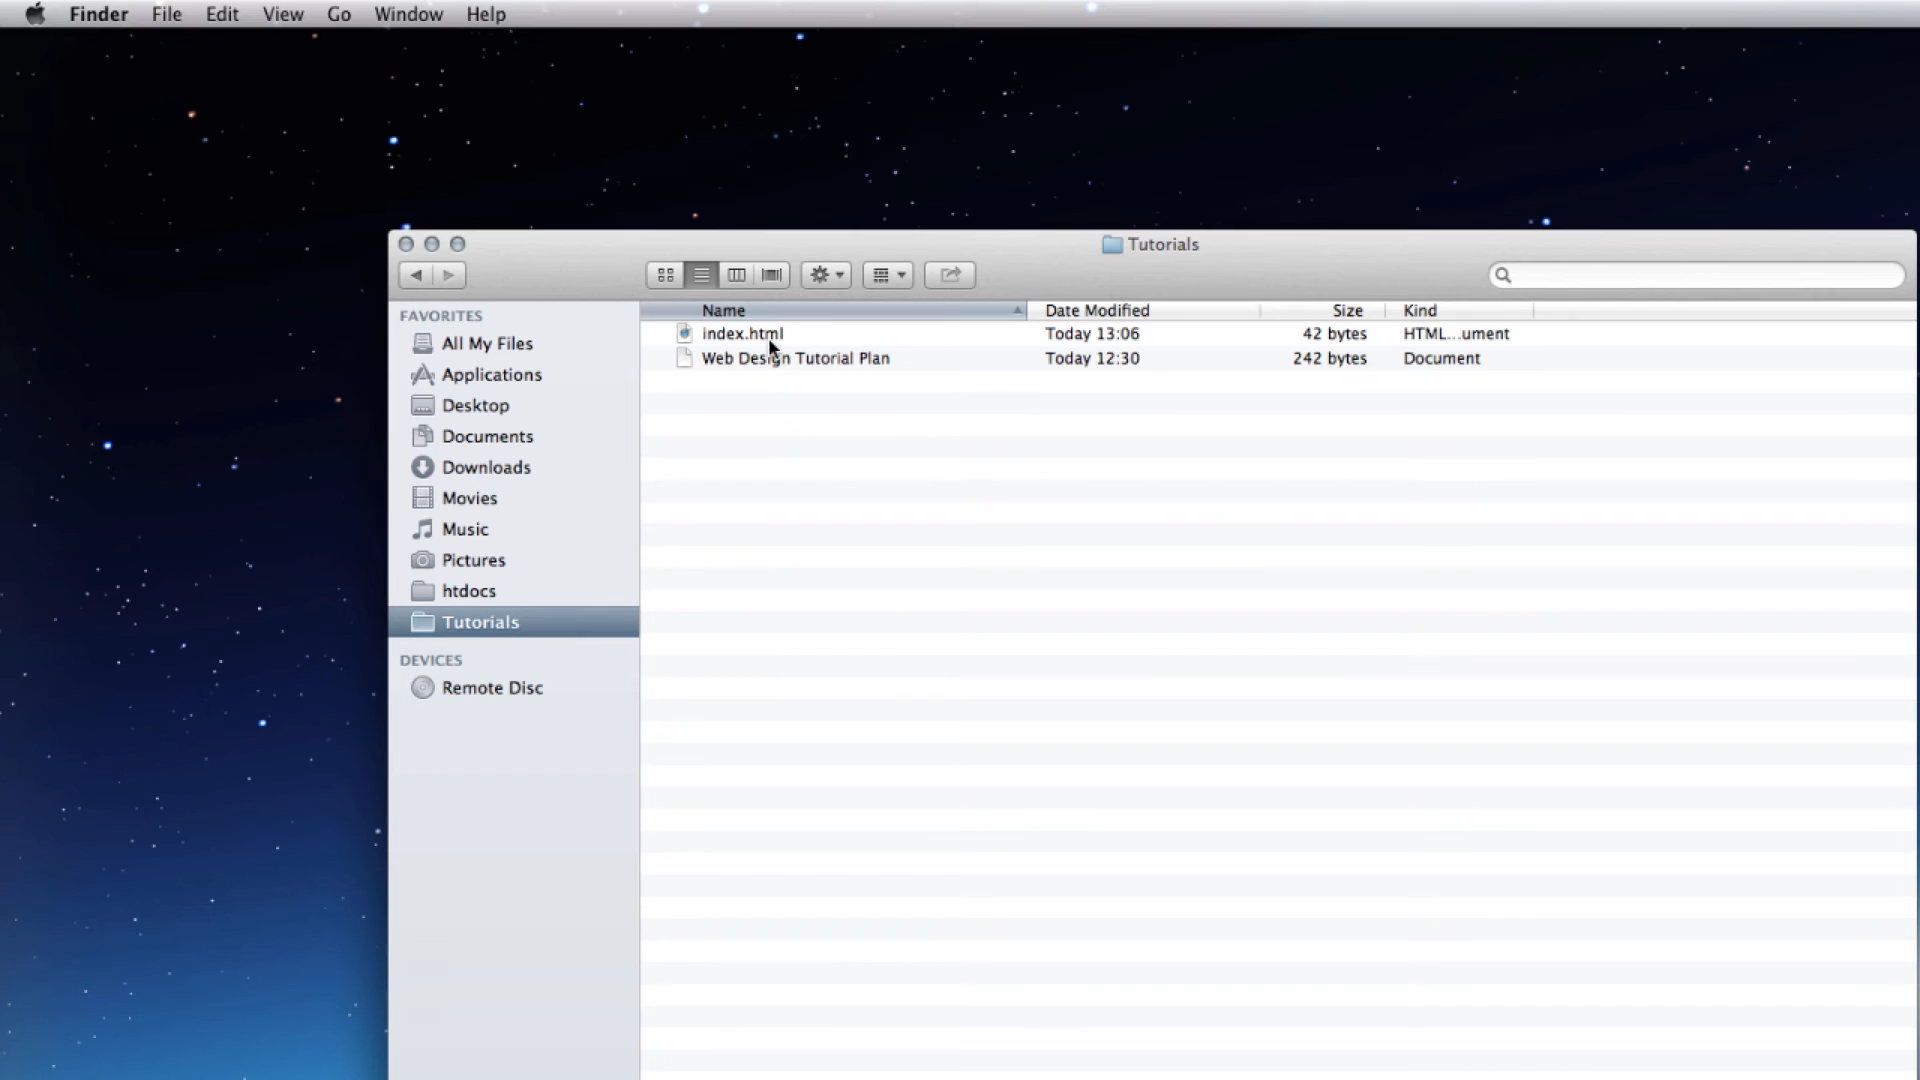 Finder File Edit View Go Window Help
Tutorials
Name Date Modified Size Kind
index.html Today 13:06 42 bytes HTML...ument
Web Design Tutorial Plan Today 12:30 242 bytes Document
FAVORITES
All My Files
Applications
Desktop
Documents
Downloads
Movies
Music
Pictures
htdocs
Tutorials
DEVICES
Remote Disc